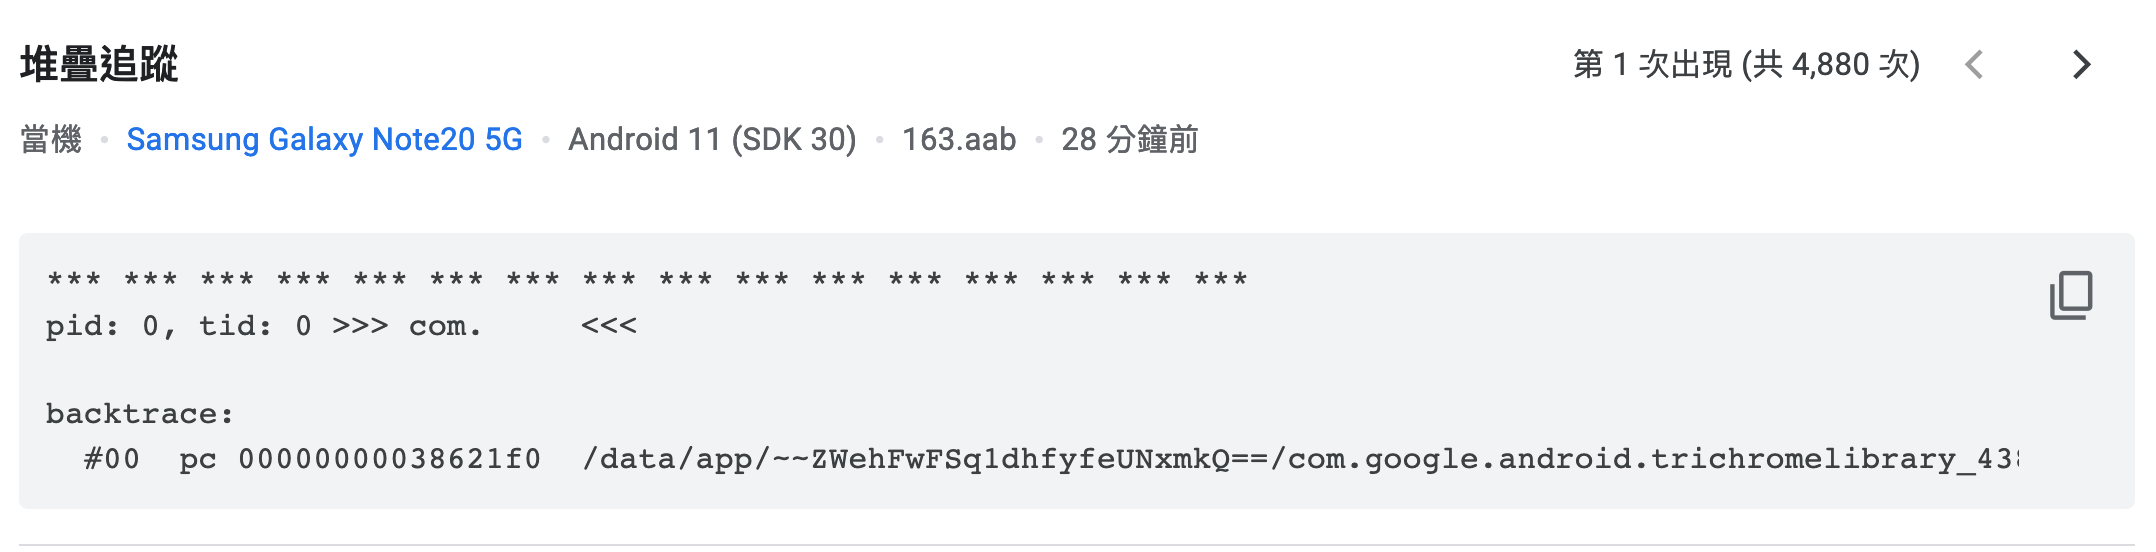 堆疊追蹤
第 1 次出現 (共 4,880 次)
當機 • Samsung Galaxy Note20 5G • Android 11 (SDK 30) • 163.aab • 28 分鐘前
*** *** *** *** *** *** *** *** *** *** *** *** *** *** *** ***
pid: 0, tid: 0 >>> com. <<<
backtrace:
#00 pc 00000000038621f0 /data/app/~~ZWehFwFSq1dhfyfeUNxmkQ==/com.google.android.trichromelibrary_438